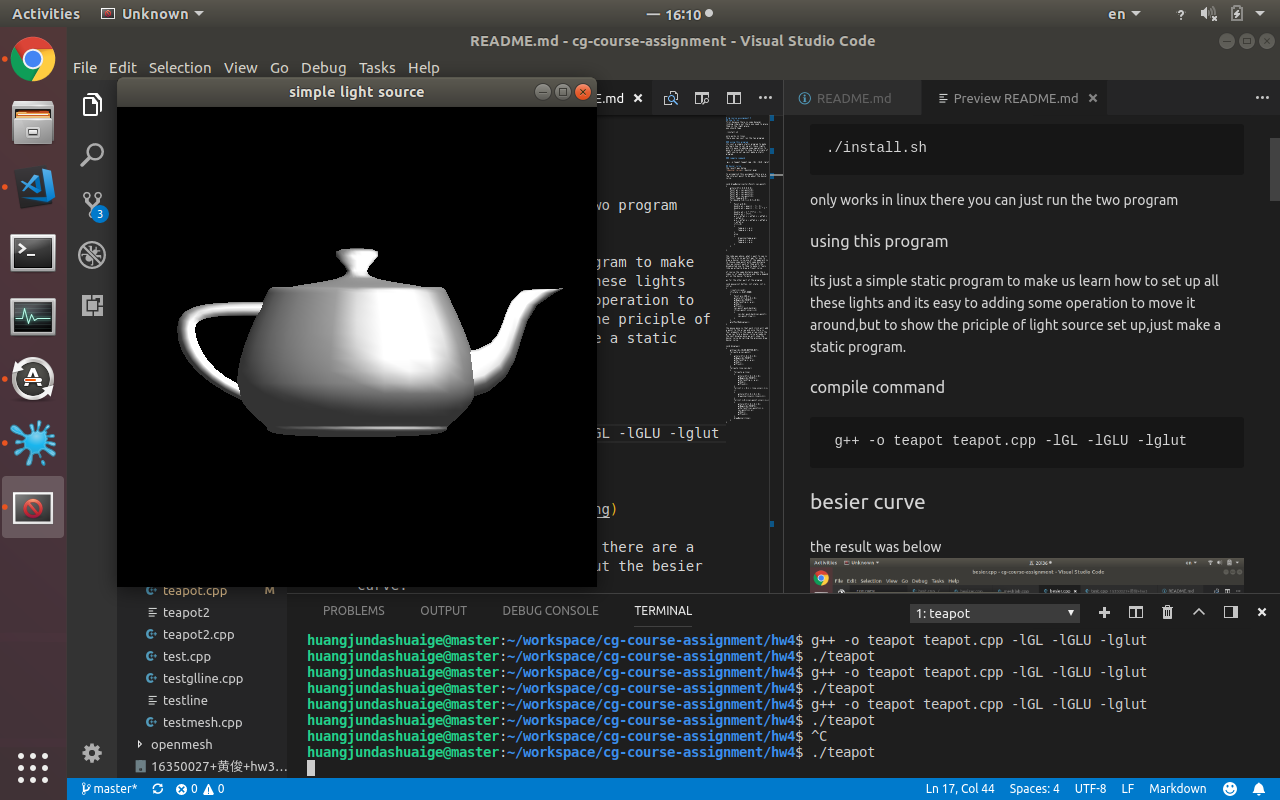 Activities
Unknown
16:10
en
?
README.md - cg-course-assignment - Visual Studio Code
File Edit Selection View Go Debug Tasks Help
simple light source
E.md
README.md
Preview README.md
./install.sh
only works in linux there you can just run the two program
using this program
its just a simple static program to make us learn how to set up all
these lights and its easy to adding some operation to move it
around,but to show the priciple of light source set up,just make a
static program.
compile command
g++ -o teapot teapot.cpp -lGL -lGLU -lglut
besier curve
the result was below
wo program
gram to make
hese lights
operation to
he priciple of
e a static
GL -lGLU -lglut
ng)
there are a
ut the besier
curve.
3
teapot.cpp M
teapot2
teapot2.cpp
test.cpp
testglline.cpp
testline
testmesh.cpp
openmesh
16350027+黄俊+hw3...
PROBLEMS OUTPUT DEBUG CONSOLE TERMINAL
1: teapot
huangjundashuaige@master:~/workspace/cg-course-assignment/hw4$ g++ -o teapot teapot.cpp -lGL -lGLU -lglut
huangjundashuaige@master:~/workspace/cg-course-assignment/hw4$ ./teapot
huangjundashuaige@master:~/workspace/cg-course-assignment/hw4$ g++ -o teapot teapot.cpp -lGL -lGLU -lglut
huangjundashuaige@master:~/workspace/cg-course-assignment/hw4$ ./teapot
huangjundashuaige@master:~/workspace/cg-course-assignment/hw4$ g++ -o teapot teapot.cpp -lGL -lGLU -lglut
huangjundashuaige@master:~/workspace/cg-course-assignment/hw4$ ./teapot
huangjundashuaige@master:~/workspace/cg-course-assignment/hw4$ ^C
huangjundashuaige@master:~/workspace/cg-course-assignment/hw4$ ./teapot
master* 0 0
Ln 17, Col 44 Spaces: 4 UTF-8 LF Markdown